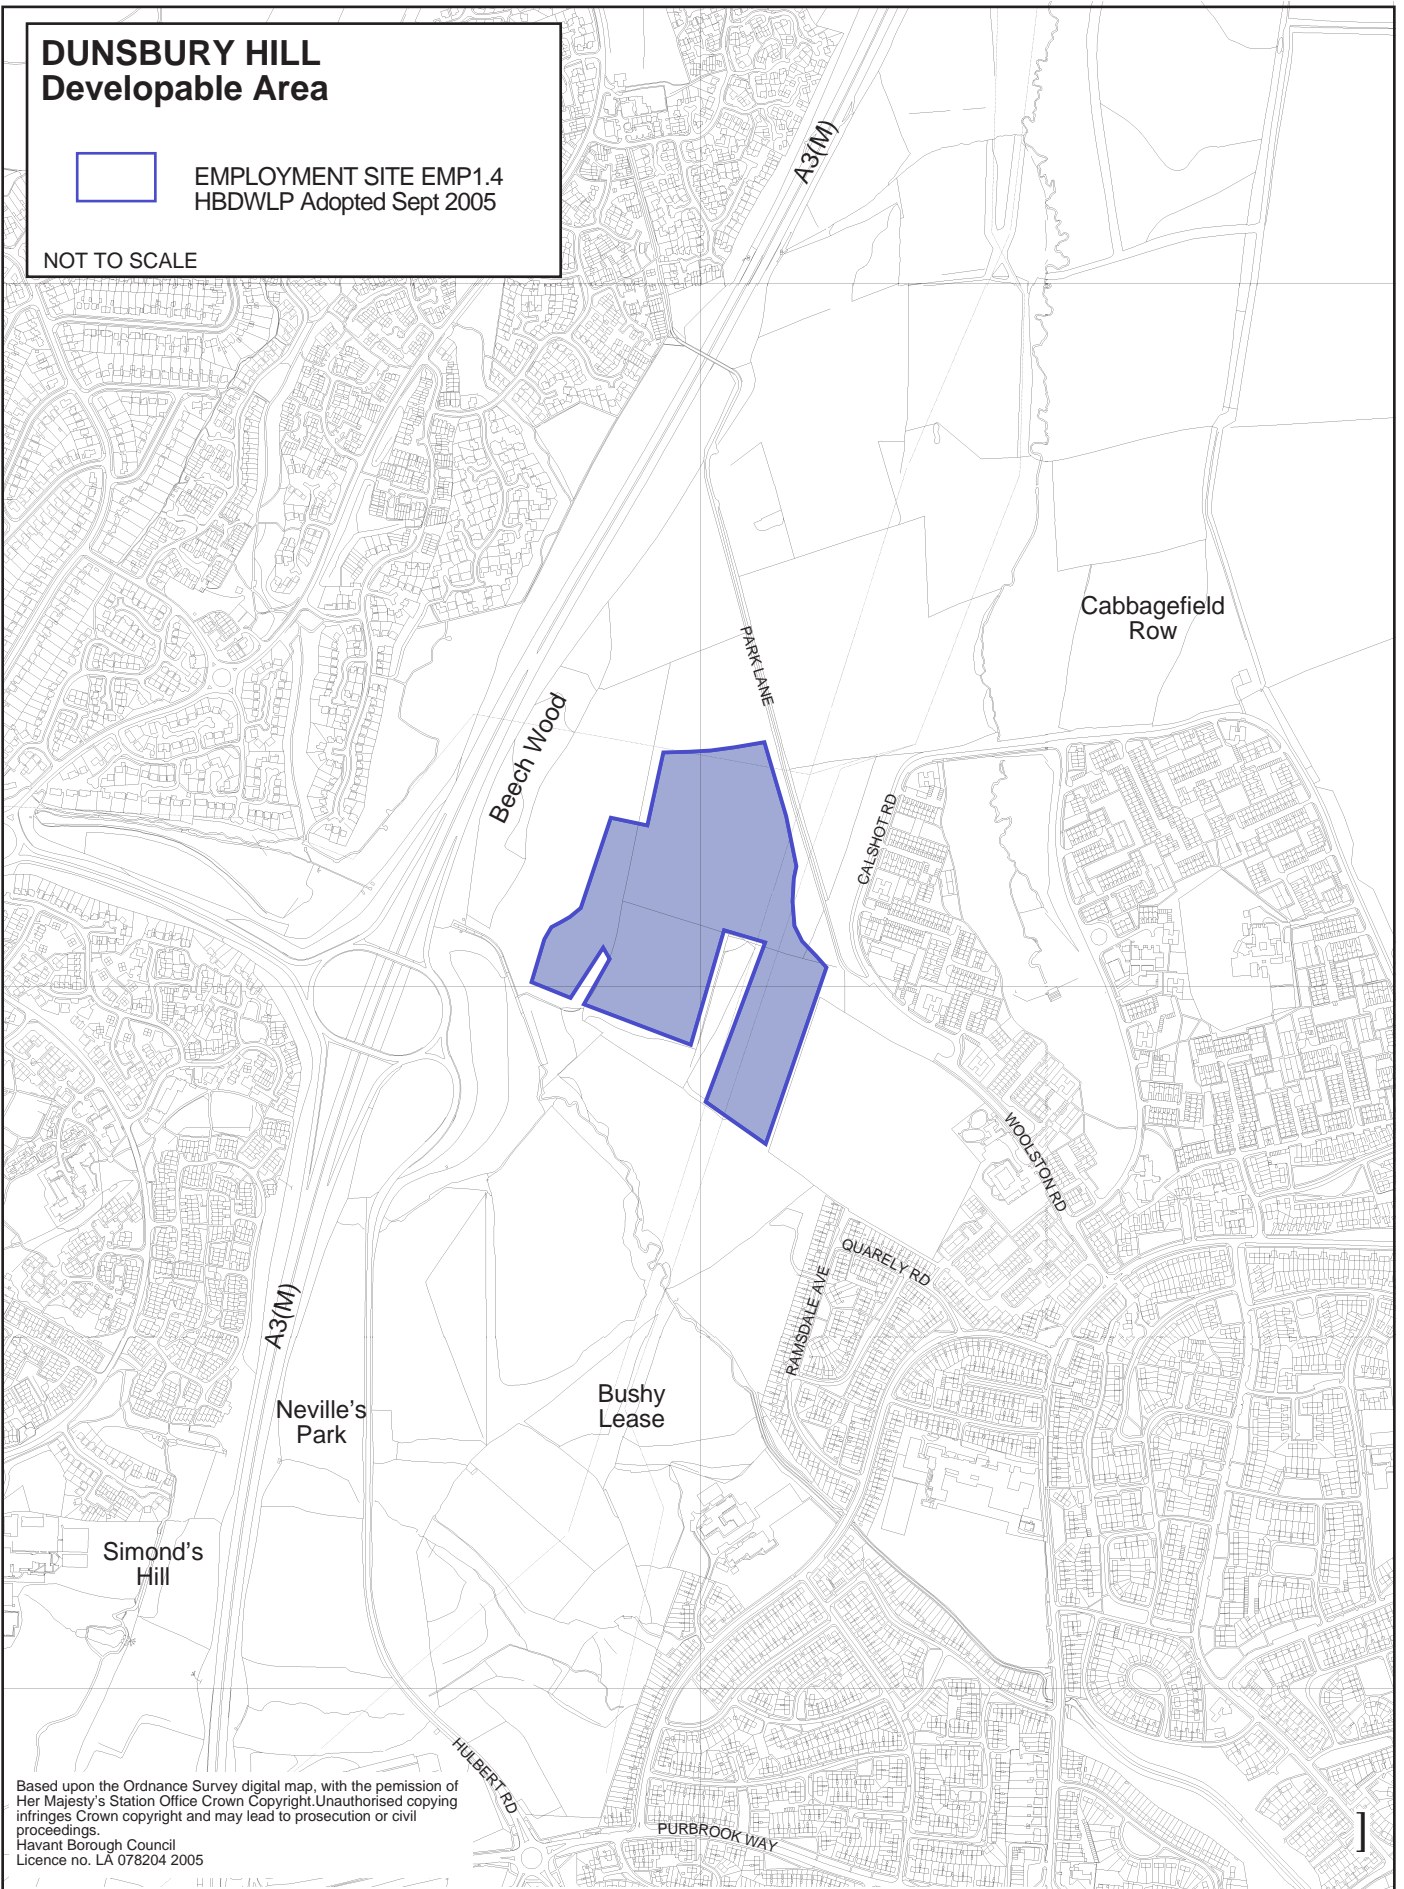 DUNSBURY HILL
Developable Area
EMPLOYMENT SITE EMP1.4
HBDWLP Adopted Sept 2005
NOT TO SCALE
A3(M)
Cabbagefield
Row
PARK LANE
Beech Wood
CALSHOT RD
WOOLSTON RD
QUARELY RD
RAMSDALE AVE
A3(M)
Neville's
Park
Bushy
Lease
Simond's
Hill
HULBERT RD
PURBROOK WAY
Based upon the Ordnance Survey digital map, with the pemission of
Her Majesty's Station Office Crown Copyright.Unauthorised copying
infringes Crown copyright and may lead to prosecution or civil
proceedings.
Havant Borough Council
Licence no. LA 078204 2005
]